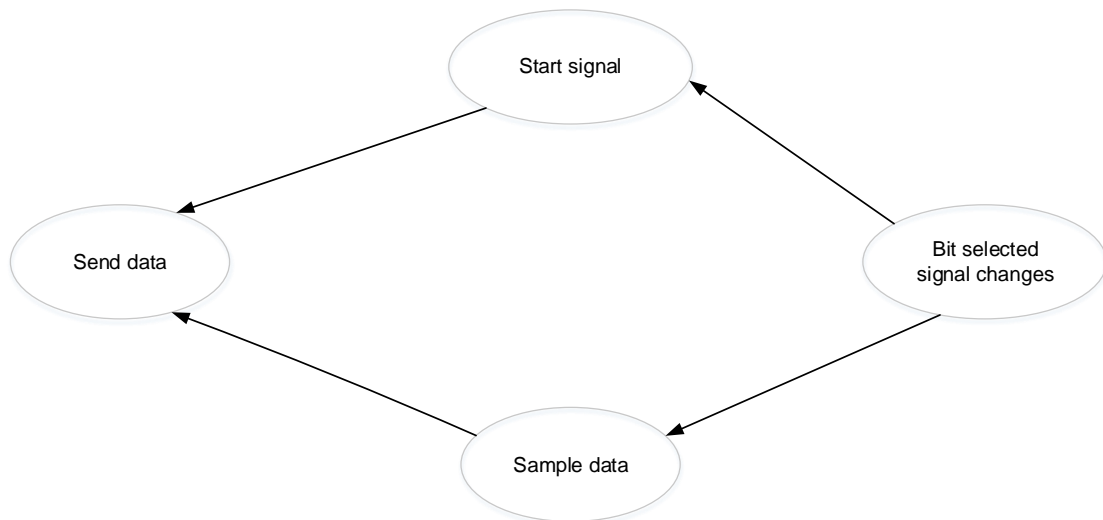 Start signal
Send data
Bit selected
signal changes
Sample data